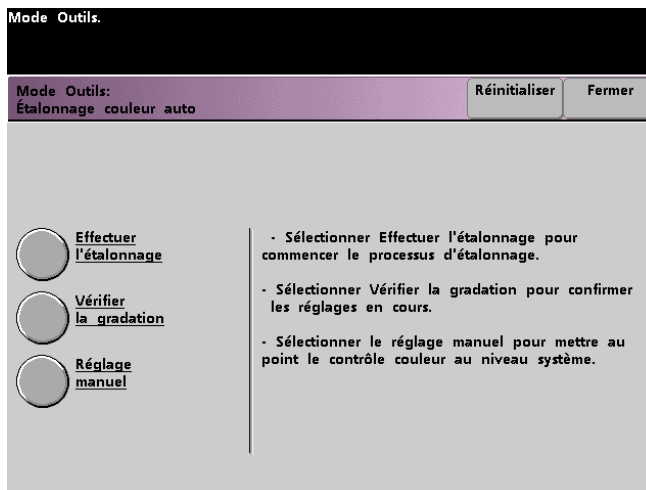 Mode Outils.
Mode Outils:
Étalonnage couleur auto
Réinitialiser
Fermer
Effectuer
l'étalonnage
Vérifier
la gradation
Réglage
manuel
- Sélectionner Effectuer l'étalonnage pour
commencer le processus d'étalonnage.
- Sélectionner Vérifier la gradation pour confirmer
les réglages en cours.
- Sélectionner le réglage manuel pour mettre au
point le contrôle couleur au niveau système.